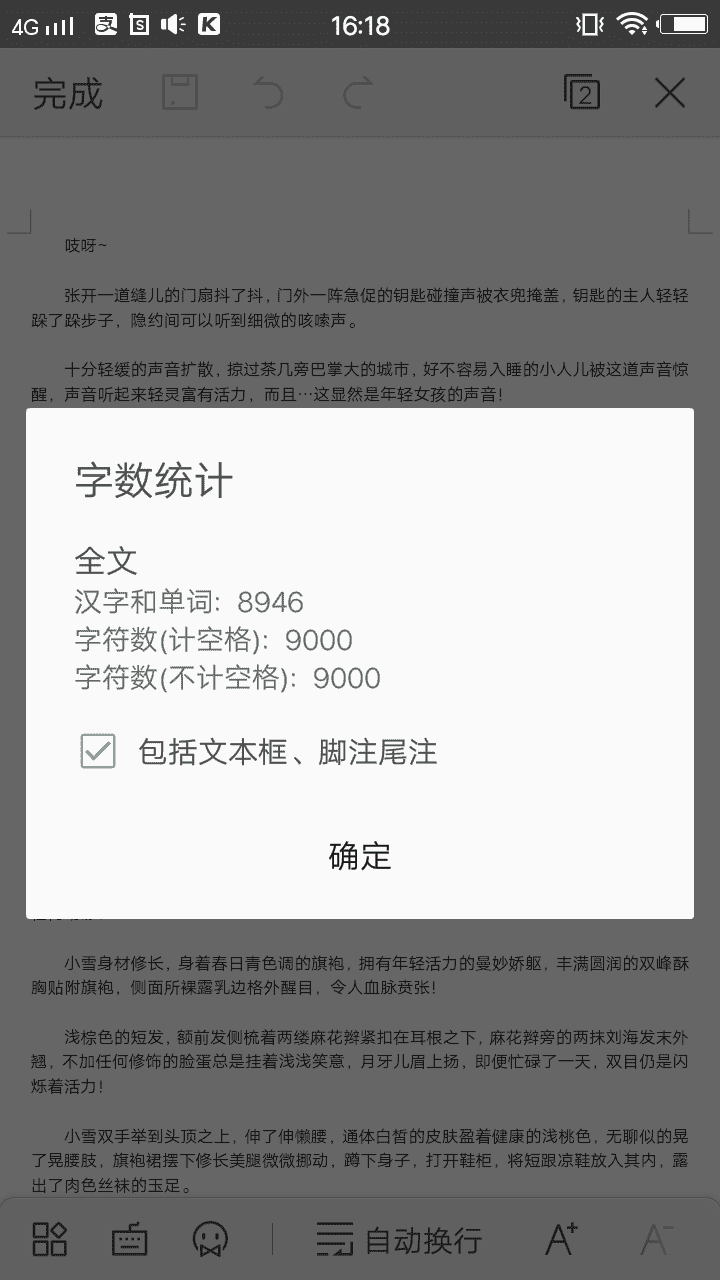 4G 16:18
完成 2
吱呀~
张开一道缝儿的门扇抖了抖，门外一阵急促的钥匙碰撞声被衣兜掩盖，钥匙的主人轻轻
跺了跺步子，隐约间可以听到细微的咳嗦声。
十分轻缓的声音扩散，掠过茶几旁巴掌大的城市，好不容易入睡的小人儿被这道声音惊
醒，声音听起来轻灵富有活力，而且…这显然是年轻女孩的声音！
字数统计
全文
汉字和单词: 8946
字符数(计空格): 9000
字符数(不计空格): 9000
包括文本框、脚注尾注
确定
小雪身材修长，身着春日青色调的旗袍，拥有年轻活力的曼妙娇躯，丰满圆润的双峰酥
胸贴附旗袍，侧面所裸露乳边格外醒目，令人血脉贲张！
浅棕色的短发，额前发侧梳着两缕麻花辫紧扣在耳根之下，麻花辫旁的两抹刘海发末外
翘，不加任何修饰的脸蛋总是挂着浅浅笑意，月牙儿眉上扬，即便忙碌了一天，双目仍是闪
烁着活力！
小雪双手举到头顶之上，伸了伸懒腰，通体白皙的皮肤盈着健康的浅桃色，无聊似的晃
了晃腰肢，旗袍裙摆下修长美腿微微挪动，蹲下身子，打开鞋柜，将短跟凉鞋放入其内，露
出了肉色丝袜的玉足。
自动换行 A+ A-